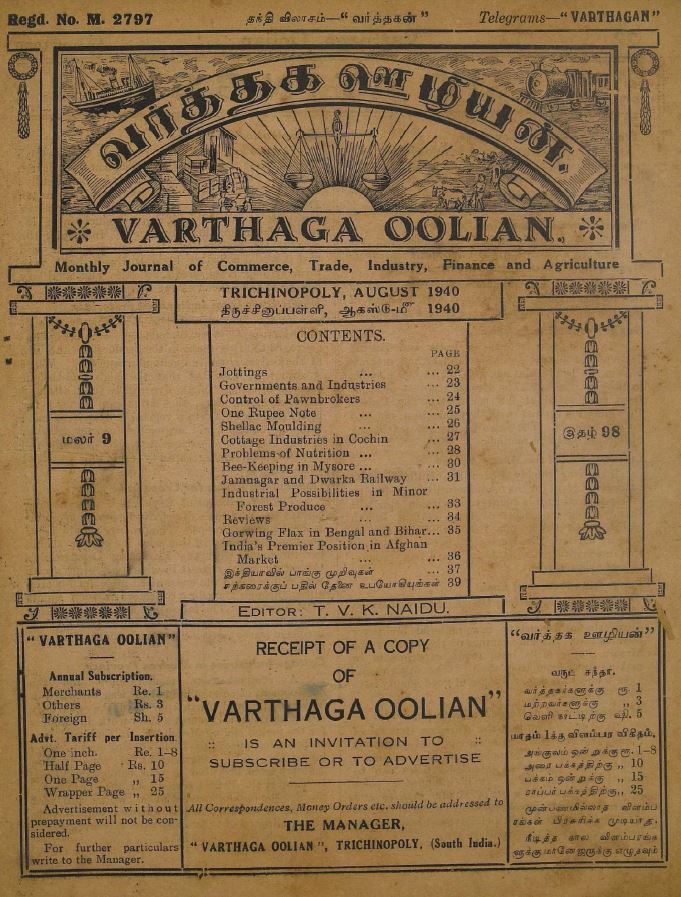 Regd. No. M. 2797 தந்தி விலாசம்—“ வர்த்தகன் ” Telegrams—“VARTHAGAN”
வர்த்தக ஊழியன்.
VARTHAGA OOLIAN.
Monthly Journal of Commerce, Trade, Industry, Finance and Agriculture
TRICHINOPOLY, AUGUST 1940
திருச்சினாப்பள்ளி, ஆகஸ்டு-மீ 1940
மலர் 9
CONTENTS.
PAGE
Jottings ... ... 22
Governments and Industries ... 23
Control of Pawnbrokers ... 24
One Rupee Note ... ... 25
Shellac Moulding ... ... 26
Cottage Industries in Cochin ... 27
Problems of Nutrition ... ... 28
Bee-Keeping in Mysore ... ... 30
Jamnagar and Dwarka Railway ... 31
Industrial Possibilities in Minor
Forest Produce ... ... 33
Reviews ... ... 34
Gorwing Flax in Bengal and Bihar... 35
India's Premier Position in Afghan
Market ... ... 36
இந்தியாவில் பாங்கு முறிவுகள் ... 37
சற்கரைக்குப் பதில் தேனை உபயோகியுங்கள் 39
இதழ் 98
EDITOR: T. V. K. NAIDU.
“ VARTHAGA OOLIAN”
Annual Subscription.
Merchants Re. 1
Others Rs. 3
Foreign Sh. 5
Advt. Tariff per Insertion.
One inch. Re. 1-8
Half Page Rs. 10
One Page „ 15
Wrapper Page „ 25
Advertisement without
prepayment will not be con-
sidered.
For further particulars
write to the Manager.
RECEIPT OF A COPY
OF
“VARTHAGA OOLIAN”
:: IS AN INVITATION TO ::
SUBSCRIBE OR TO ADVERTISE
All Correspondences, Money Orders etc. should be addressed to
THE MANAGER,
“ VARTHAGA OOLIAN ”, TRICHINOPOLY, (South India.)
“வர்த்தக ஊழியன்”
வருட சந்தா.
வர்த்தகர்களுக்கு ரூ. 1
மற்றவர்களுக்கு „ 3
வெளி நாட்டிற்கு ஷி. 5
மாதம் 1க்கு விளம்பர விகிதம்.
அங்குலம் ஒன்றுக்கு ரூ. 1-8
அரை பக்கத்திற்கு „ 10
பக்கம் ஒன்றுக்கு „ 15
ராப்பர் பக்கத்திற்கு „ 25
முன்பணமில்லாத விளம்ப
ரங்கள் பிரசுரிக்க முடியாது.
நீடித்த கால விளம்பரங்க
ளுக்கு மானேஜருக்கு எழுதவும்